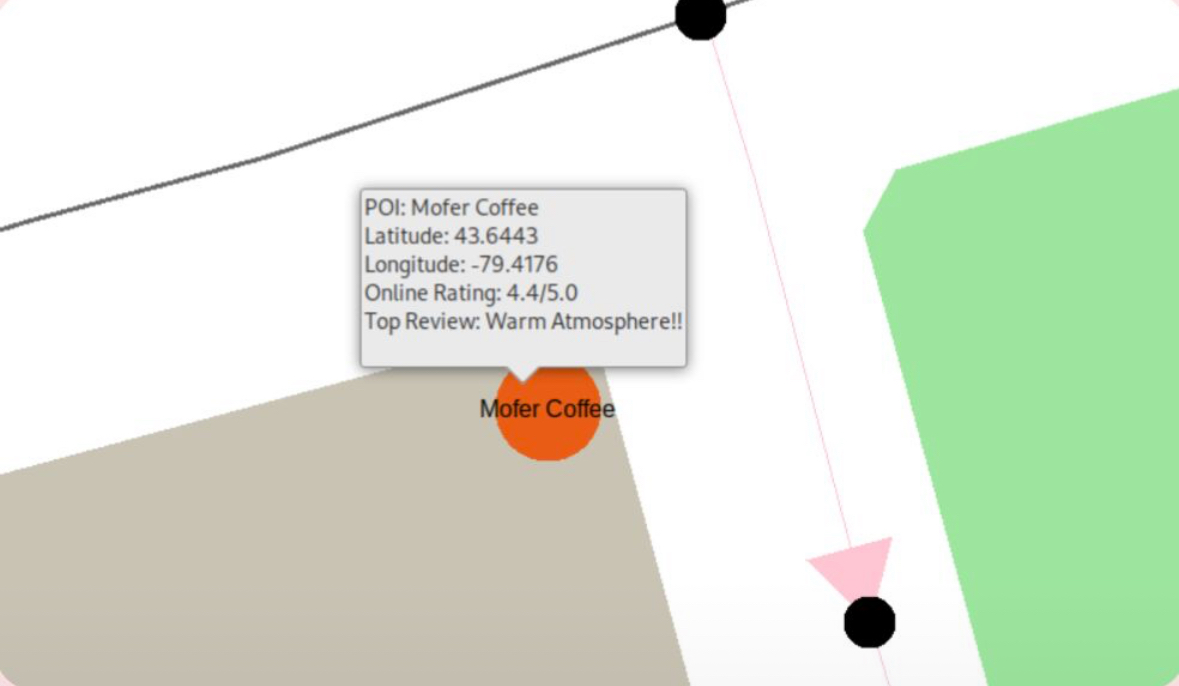 POI: Mofer Coffee
Latitude: 43.6443
Longitude: -79.4176
Online Rating: 4.4/5.0
Top Review: Warm Atmosphere!!
Mofer Coffee